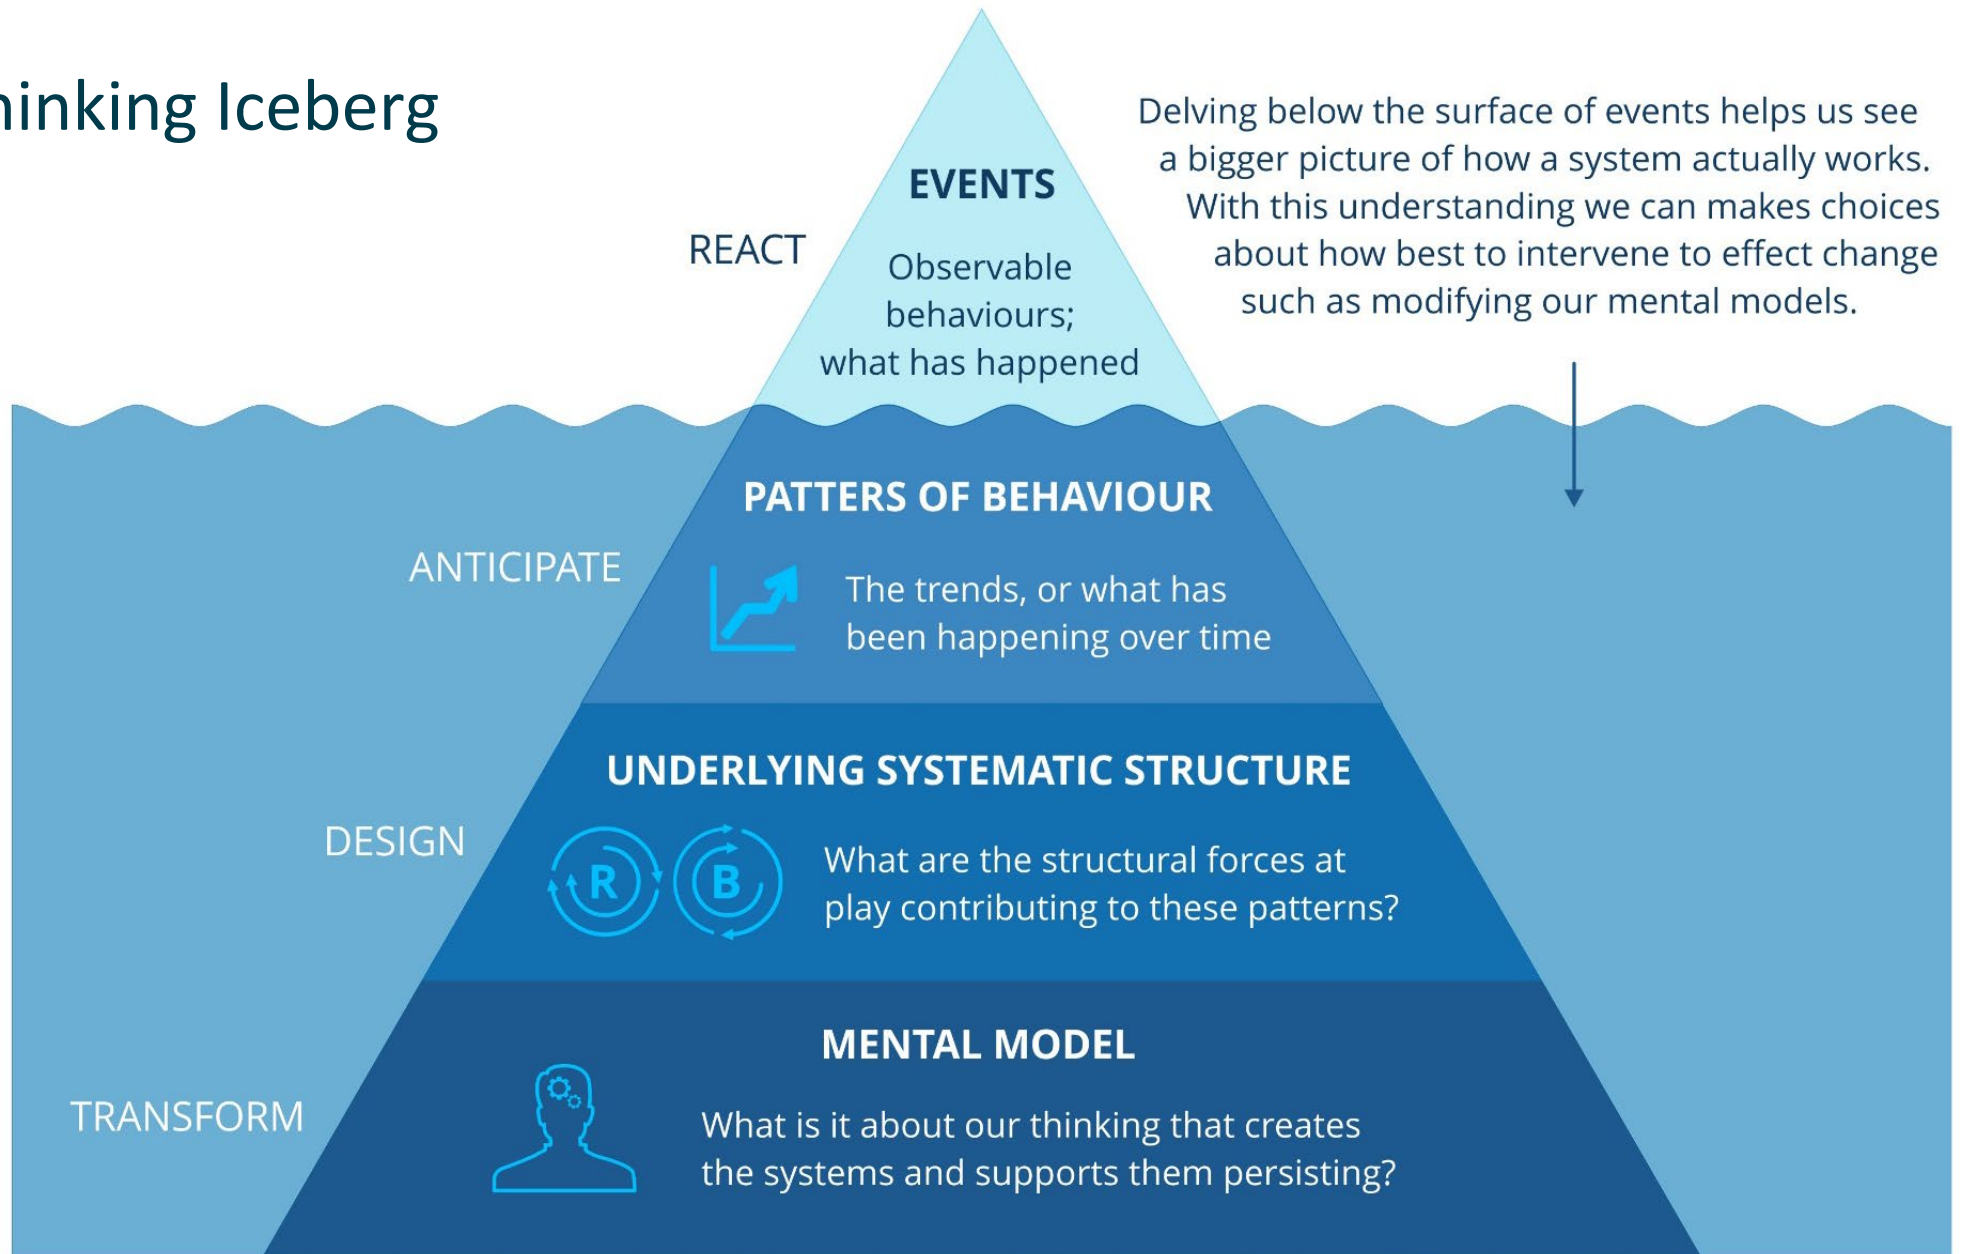 hinking Iceberg
Delving below the surface of events helps us see
a bigger picture of how a system actually works.
With this understanding we can makes choices
about how best to intervene to effect change
such as modifying our mental models.
EVENTS
REACT
Observable
behaviours;
what has happened
PATTERS OF BEHAVIOUR
ANTICIPATE
The trends, or what has
been happening over time
UNDERLYING SYSTEMATIC STRUCTURE
DESIGN
R
B
What are the structural forces at
play contributing to these patterns?
MENTAL MODEL
TRANSFORM
What is it about our thinking that creates
the systems and supports them persisting?